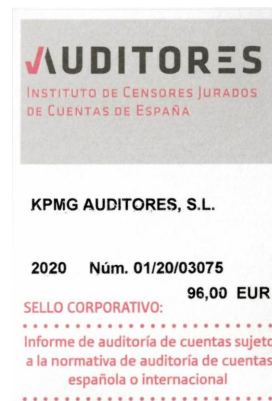 AUDITORES
INSTITUTO DE CENSORES JURADOS
DE CUENTAS DE ESPAÑA
KPMG AUDITORES, S.L.
2020 Núm. 01/20/03075
96,00 EUR
SELLO CORPORATIVO:
Informe de auditoría de cuentas sujeto
a la normativa de auditoría de cuentas
española o internacional